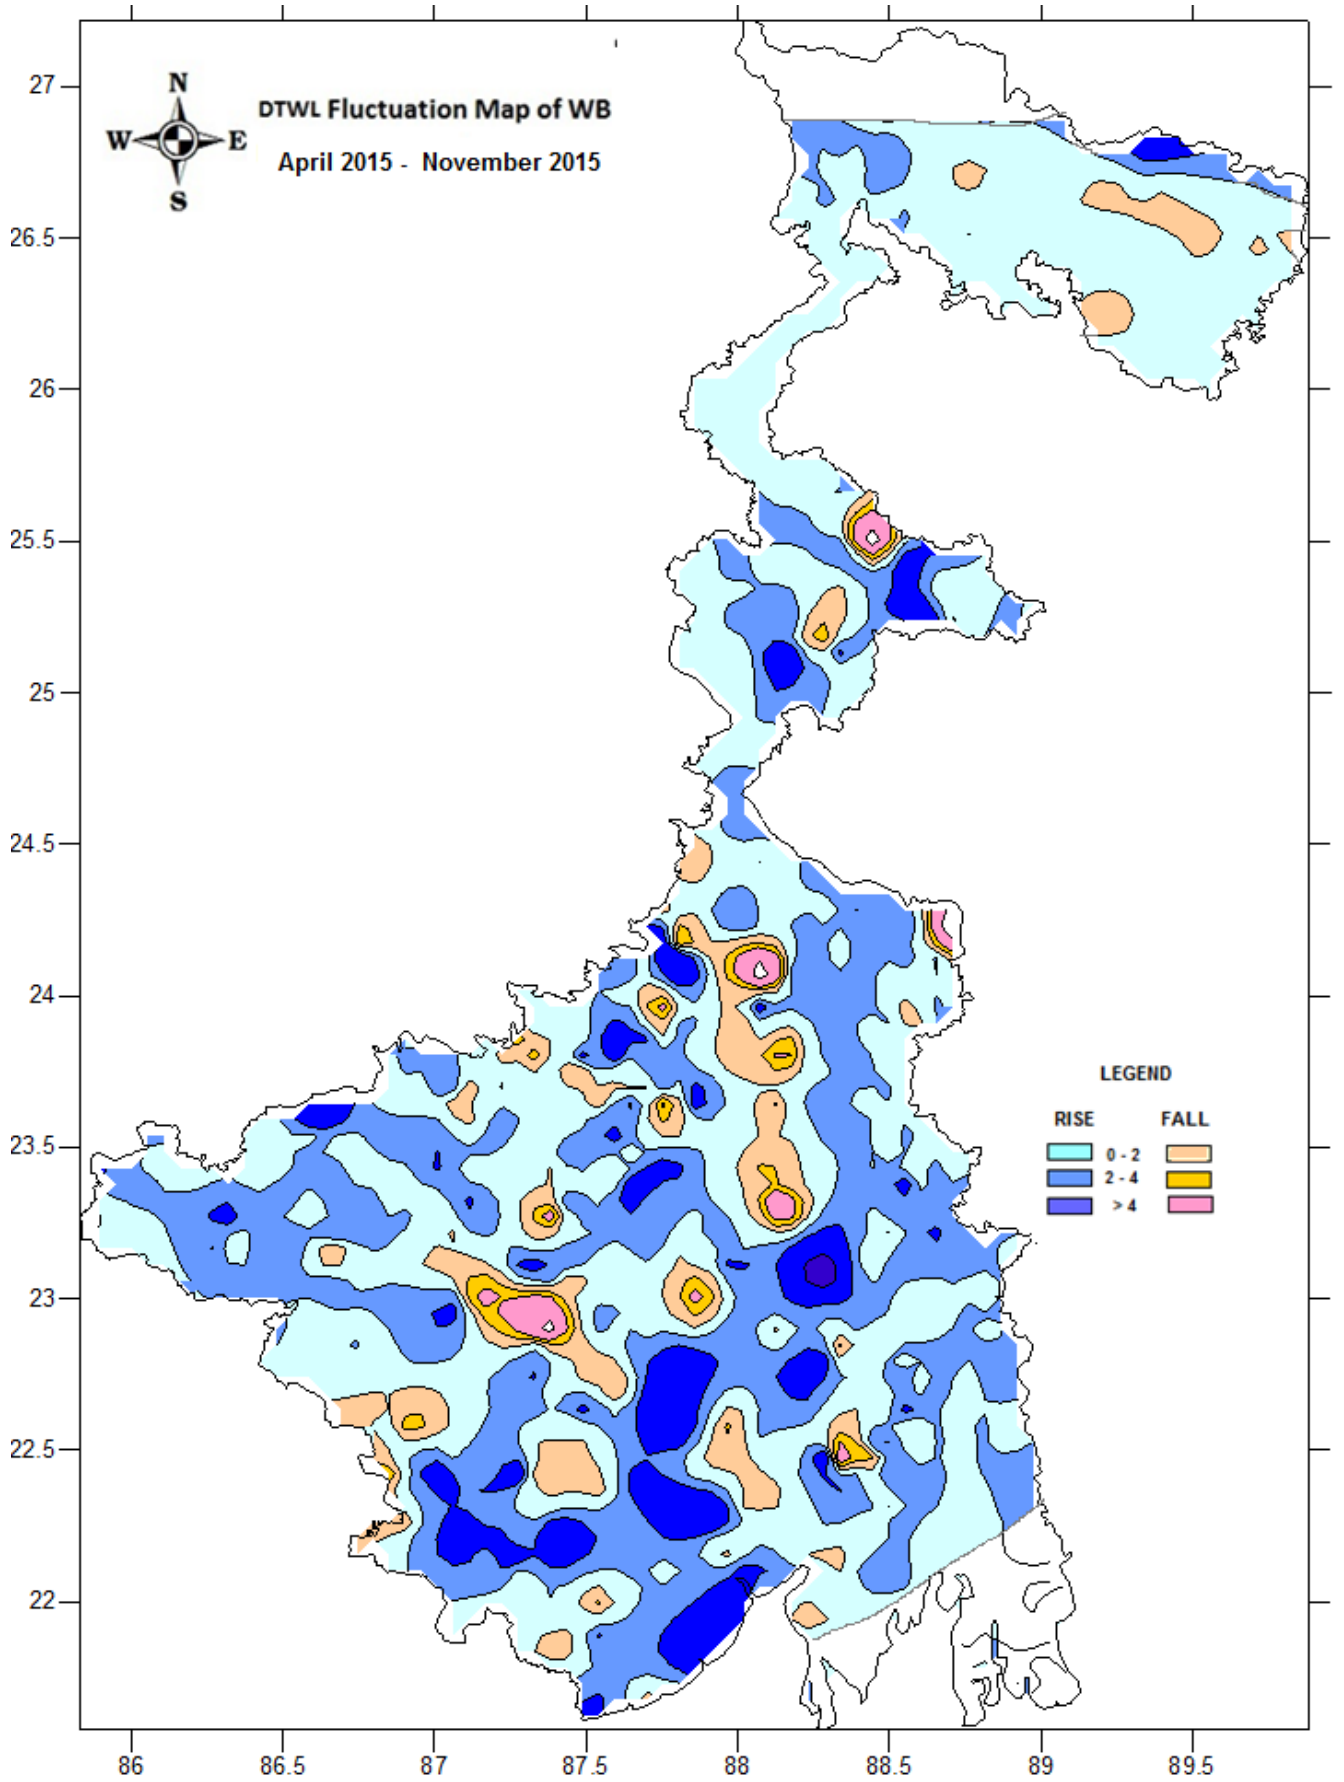 N
W E
S
DTWL Fluctuation Map of WB
April 2015 - November 2015
27
26.5
26
25.5
25
24.5
24
23.5
23
22.5
22
LEGEND
RISE FALL
0 - 2
2 - 4
> 4
86 86.5 87 87.5 88 88.5 89 89.5